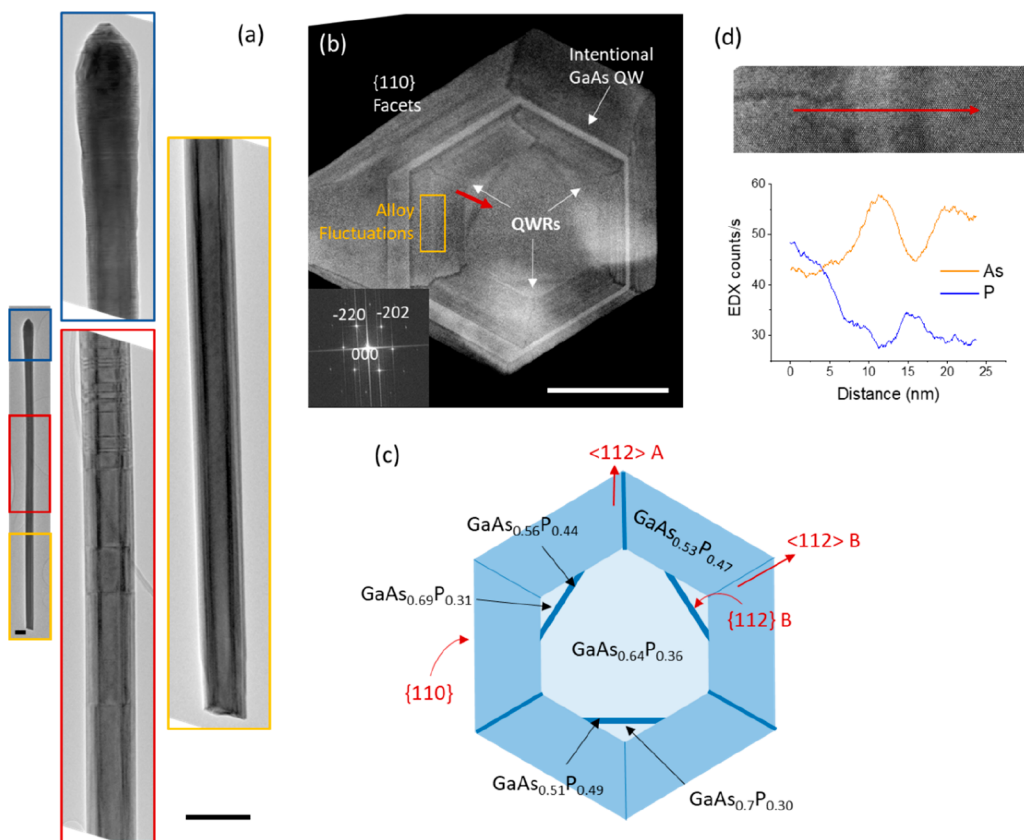 (a)
(b)
{110}
Facets
Intentional
GaAs QW
Alloy
Fluctuations
QWRs
-220
-202
000
(d)
60
50
40
30
EDX counts/s
As
P
0
5
10
15
20
25
Distance (nm)
(c)
<112> A
GaAs0.56P0.44
GaAs0.53P0.47
<112> B
GaAs0.69P0.31
{112} B
GaAs0.64P0.36
{110}
GaAs0.51P0.49
GaAs0.7P0.30